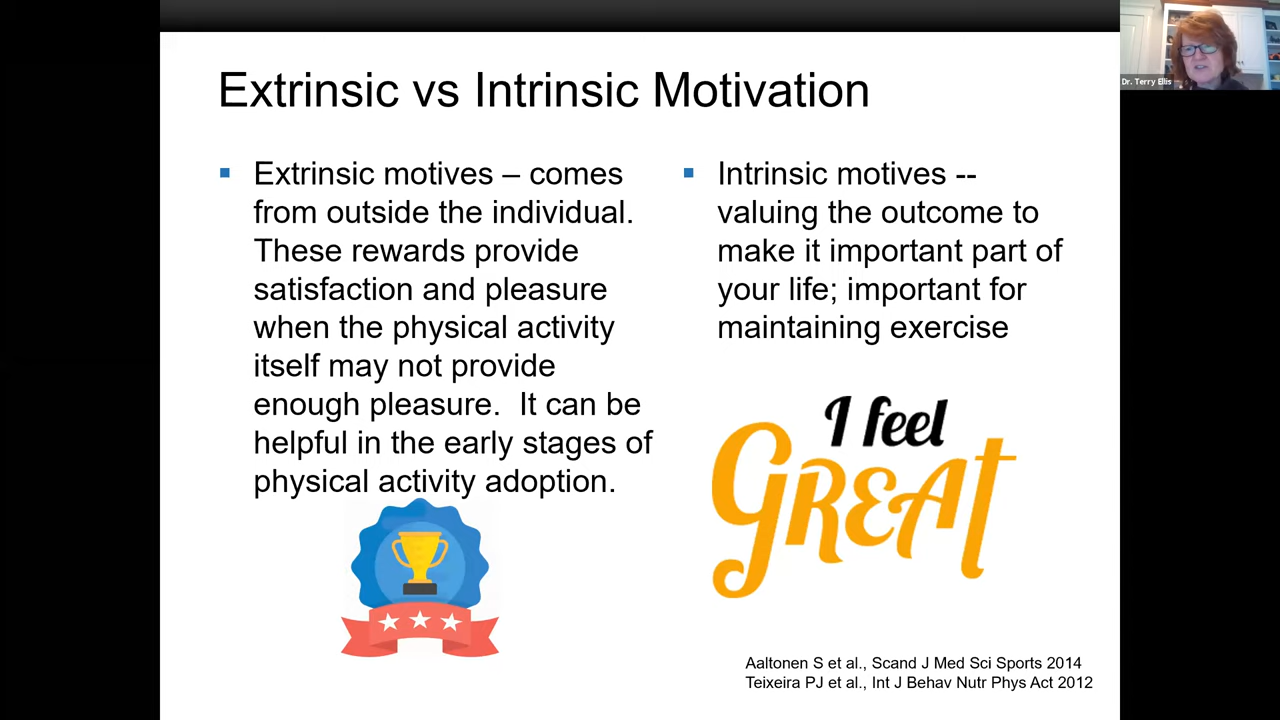 Extrinsic vs Intrinsic Motivation
Extrinsic motives – comes
from outside the individual.
These rewards provide
satisfaction and pleasure
when the physical activity
itself may not provide
enough pleasure.  It can be
helpful in the early stages of
physical activity adoption.
Intrinsic motives --
valuing the outcome to
make it important part of
your life; important for
maintaining exercise
I feel
GREAT
Aaltonen S et al., Scand J Med Sci Sports 2014
Teixeira PJ et al., Int J Behav Nutr Phys Act 2012
Dr. Terry Ellis